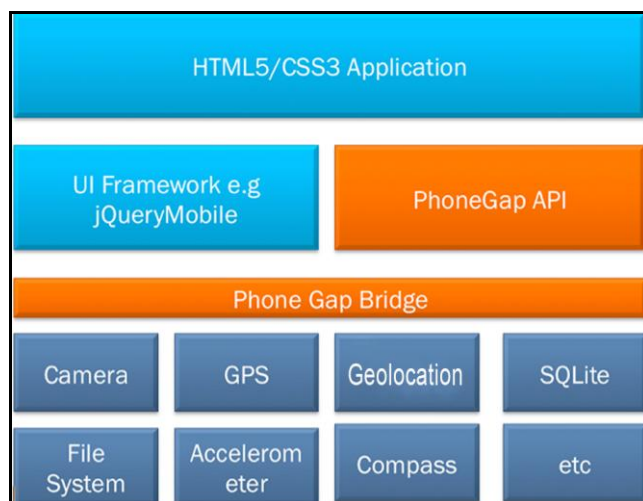 HTML5/CSS3 Application
UI Framework e.g
jQueryMobile
PhoneGap API
Phone Gap Bridge
Camera
GPS
Geolocation
SQLite
File
System
Accelerom
eter
Compass
etc